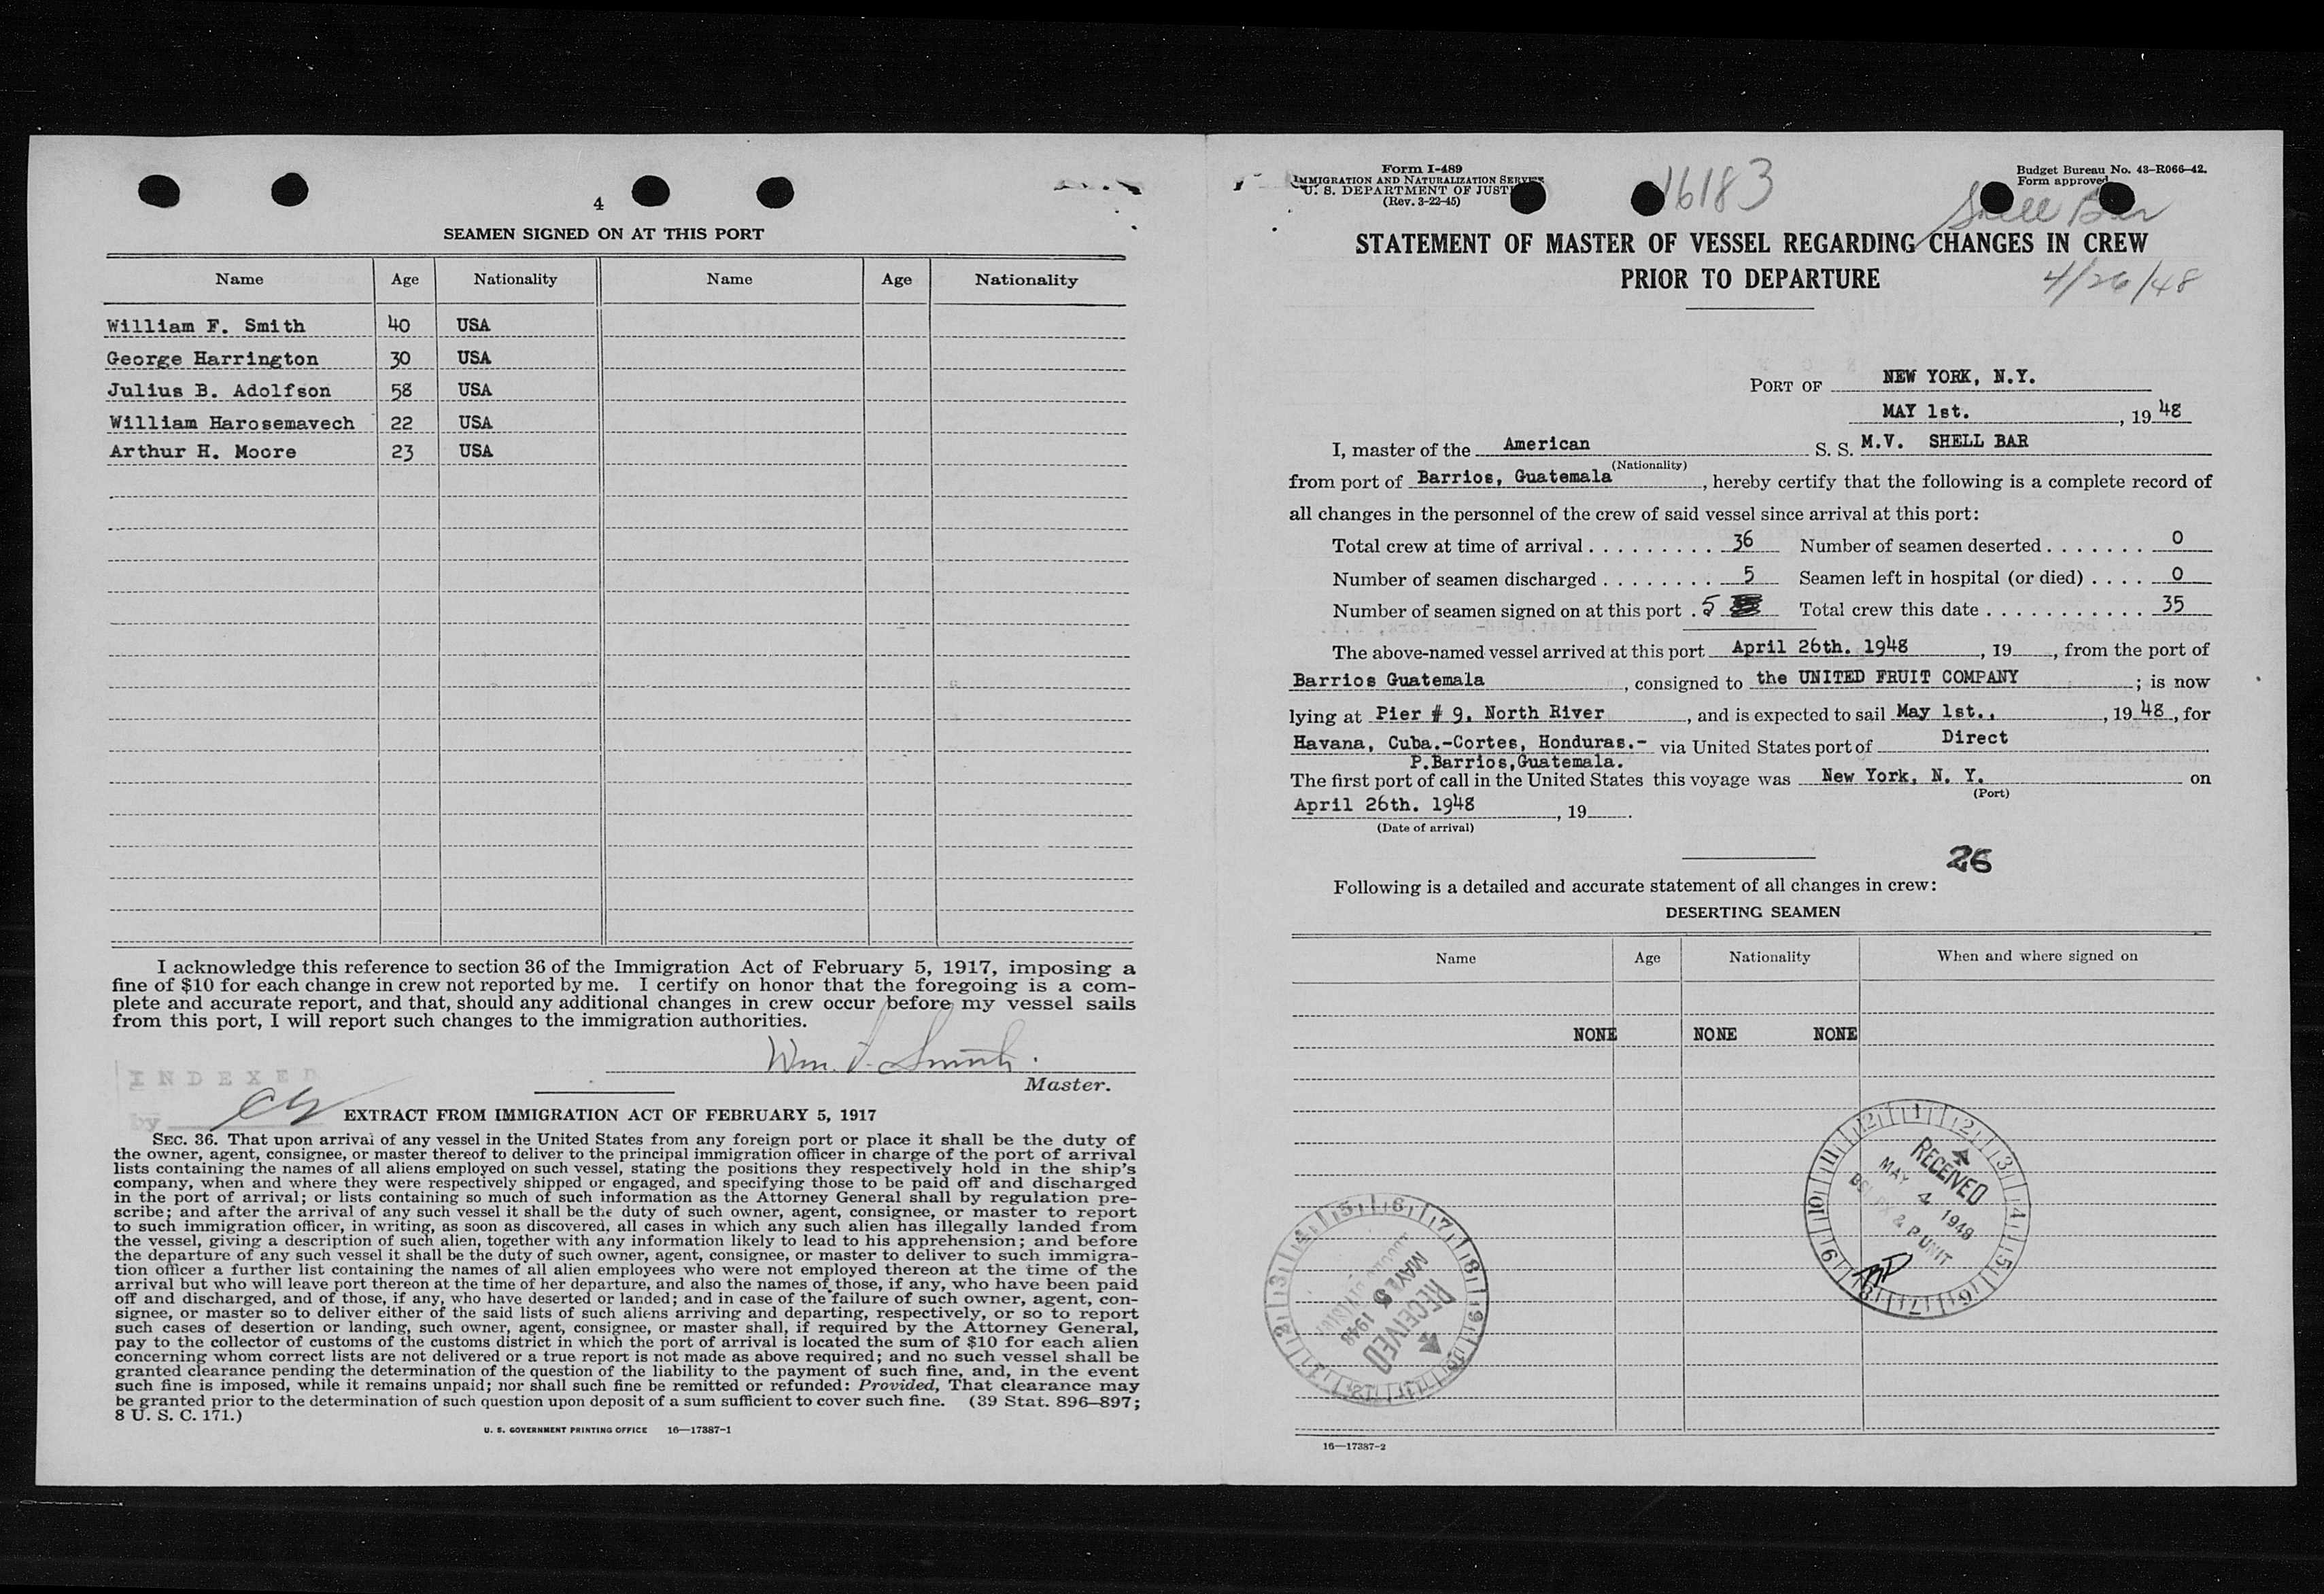 4
SEAMEN SIGNED ON AT THIS PORT
Name Age Nationality Name Age Nationality
William F. Smith 40 USA
George Harrington 30 USA
Julius B. Adolfson 58 USA
William Harosemavech 22 USA
Arthur H. Moore 23 USA
I acknowledge this reference to section 36 of the Immigration Act of February 5, 1917, imposing a
fine of $10 for each change in crew not reported by me. I certify on honor that the foregoing is a com-
plete and accurate report, and that, should any additional changes in crew occur before my vessel sails
from this port, I will report such changes to the immigration authorities.
Wm. F. Smith.
Master.
INDEXED
by
EXTRACT FROM IMMIGRATION ACT OF FEBRUARY 5, 1917
SEC. 36. That upon arrival of any vessel in the United States from any foreign port or place it shall be the duty of
the owner, agent, consignee, or master thereof to deliver to the principal immigration officer in charge of the port of arrival
lists containing the names of all aliens employed on such vessel, stating the positions they respectively hold in the ship's
company, when and where they were respectively shipped or engaged, and specifying those to be paid off and discharged
in the port of arrival; or lists containing so much of such information as the Attorney General shall by regulation pre-
scribe; and after the arrival of any such vessel it shall be the duty of such owner, agent, consignee, or master to report
to such immigration officer, in writing, as soon as discovered, all cases in which any such alien has illegally landed from
the vessel, giving a description of such alien, together with any information likely to lead to his apprehension; and before
the departure of any such vessel it shall be the duty of such owner, agent, consignee, or master to deliver to such immigra-
tion officer a further list containing the names of all alien employees who were not employed thereon at the time of the
arrival but who will leave port thereon at the time of her departure, and also the names of those, if any, who have been paid
off and discharged, and of those, if any, who have deserted or landed; and in case of the failure of such owner, agent, con-
signee, or master so to deliver either of the said lists of such aliens arriving and departing, respectively, or so to report
such cases of desertion or landing, such owner, agent, consignee, or master shall, if required by the Attorney General,
pay to the collector of customs of the customs district in which the port of arrival is located the sum of $10 for each alien
concerning whom correct lists are not delivered or a true report is not made as above required; and no such vessel shall be
granted clearance pending the determination of the question of the liability to the payment of such fine, and, in the event
such fine is imposed, while it remains unpaid; nor shall such fine be remitted or refunded: Provided, That clearance may
be granted prior to the determination of such question upon deposit of a sum sufficient to cover such fine. (39 Stat. 896–897;
8 U. S. C. 171.)
U. S. GOVERNMENT PRINTING OFFICE 16—17387-1
Form I-489
IMMIGRATION AND NATURALIZATION SERVICE
U. S. DEPARTMENT OF JUSTI
(Rev. 3-22-45)
16183
Budget Bureau No. 43-R066-42.
Form approved
Shell Bar
STATEMENT OF MASTER OF VESSEL REGARDING CHANGES IN CREW
PRIOR TO DEPARTURE
4/26/48
PORT OF NEW YORK, N.Y.
MAY 1st. , 19 48
I, master of the American S. S. M.V. SHELL BAR
(Nationality)
from port of Barrios, Guatemala , hereby certify that the following is a complete record of
all changes in the personnel of the crew of said vessel since arrival at this port:
Total crew at time of arrival . . . . . . . . . 36 Number of seamen deserted . . . . . . . 0
Number of seamen discharged . . . . . . . . 5 Seamen left in hospital (or died) . . . . 0
Number of seamen signed on at this port . 5 Total crew this date . . . . . . . . . . . 35
The above-named vessel arrived at this port April 26th. 1948 , 19 , from the port of
Barrios Guatemala , consigned to the UNITED FRUIT COMPANY ; is now
lying at Pier # 9. North River , and is expected to sail May 1st., , 19 48 , for
Havana, Cuba.-Cortes, Honduras.- via United States port of Direct
P.Barrios,Guatemala.
The first port of call in the United States this voyage was New York, N. Y. on
(Port)
April 26th. 1948 , 19 .
(Date of arrival)
26
Following is a detailed and accurate statement of all changes in crew:
DESERTING SEAMEN
Name Age Nationality When and where signed on
NONE NONE NONE
RECEIVED
MAY 4 1948
& P UNIT
RECEIVED
MAY 5 1948
16—17387-2